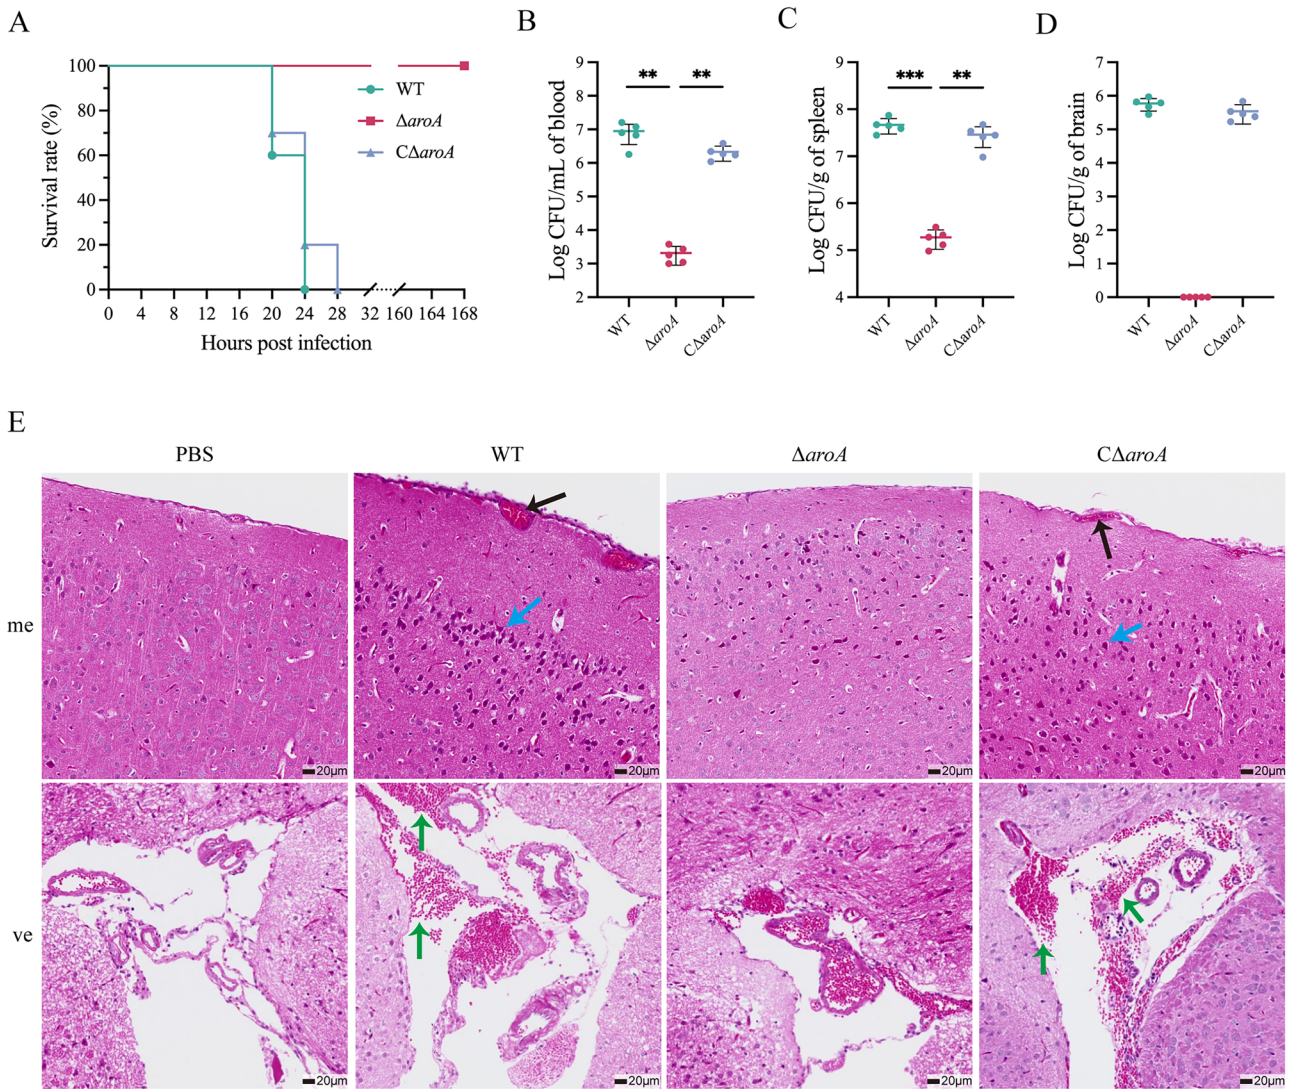 A
Survival rate (%)
100
80
60
40
20
0
0 4 8 12 16 20 24 28 32 160 164 168
Hours post infection
WT
ΔaroA
CΔaroA
B
Log CFU/mL of blood
9
8
7
6
5
4
3
2
** **
WT ΔaroA CΔaroA
C
Log CFU/g of spleen
9
8
7
6
5
4
*** **
WT ΔaroA CΔaroA
D
Log CFU/g of brain
7
6
5
4
3
2
1
0
WT ΔaroA CΔaroA
E
PBS WT ΔaroA CΔaroA
me
20μm 20μm 20μm 20μm
ve
20μm 20μm 20μm 20μm